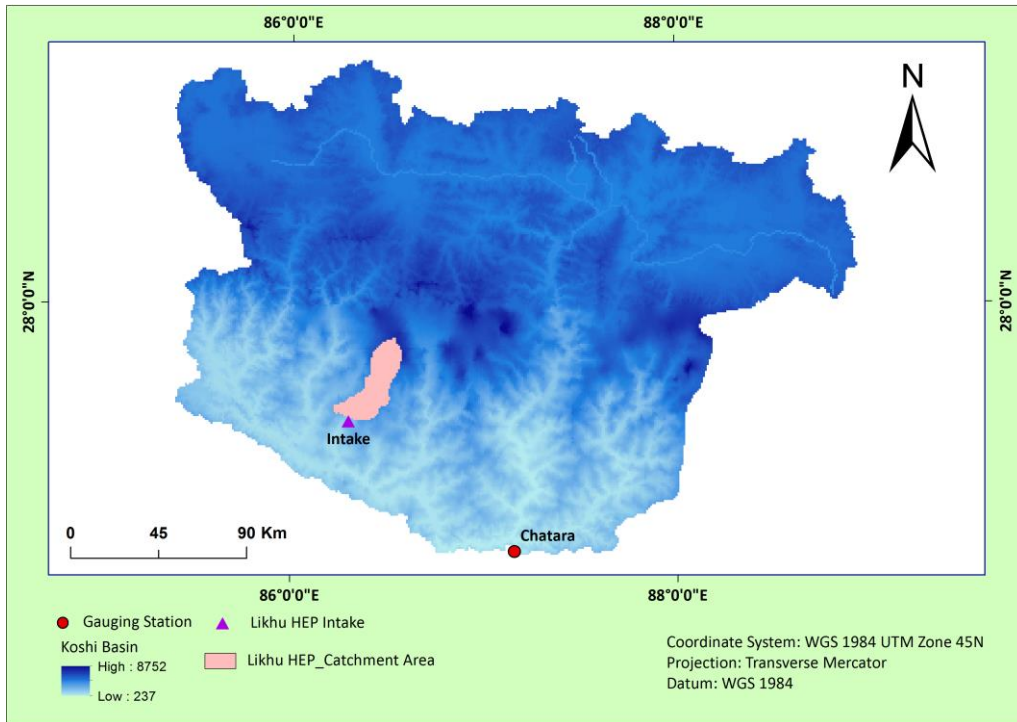 86°0'0"E
88°0'0"E
N
28°0'0"N
28°0'0"N
Intake
0 45 90 Km
Chatara
86°0'0"E
88°0'0"E
Gauging Station
Likhu HEP Intake
Koshi Basin
High : 8752
Low : 237
Likhu HEP_Catchment Area
Coordinate System: WGS 1984 UTM Zone 45N
Projection: Transverse Mercator
Datum: WGS 1984